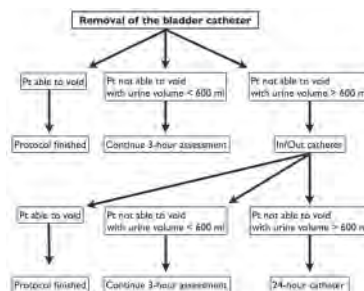 Removal of the bladder catheter
Pt able to void
Pt not able to void
with urine volume < 600 ml
Pt not able to void
with urine volume > 600 ml
Protocol finished
Continue 3-hour assessment
In/Out catheter
Pt able to void
Pt not able to void
with urine volume < 600 ml
Pt not able to void
with urine volume > 600 ml
Protocol finished
Continue 3-hour assessment
24-hour catheter